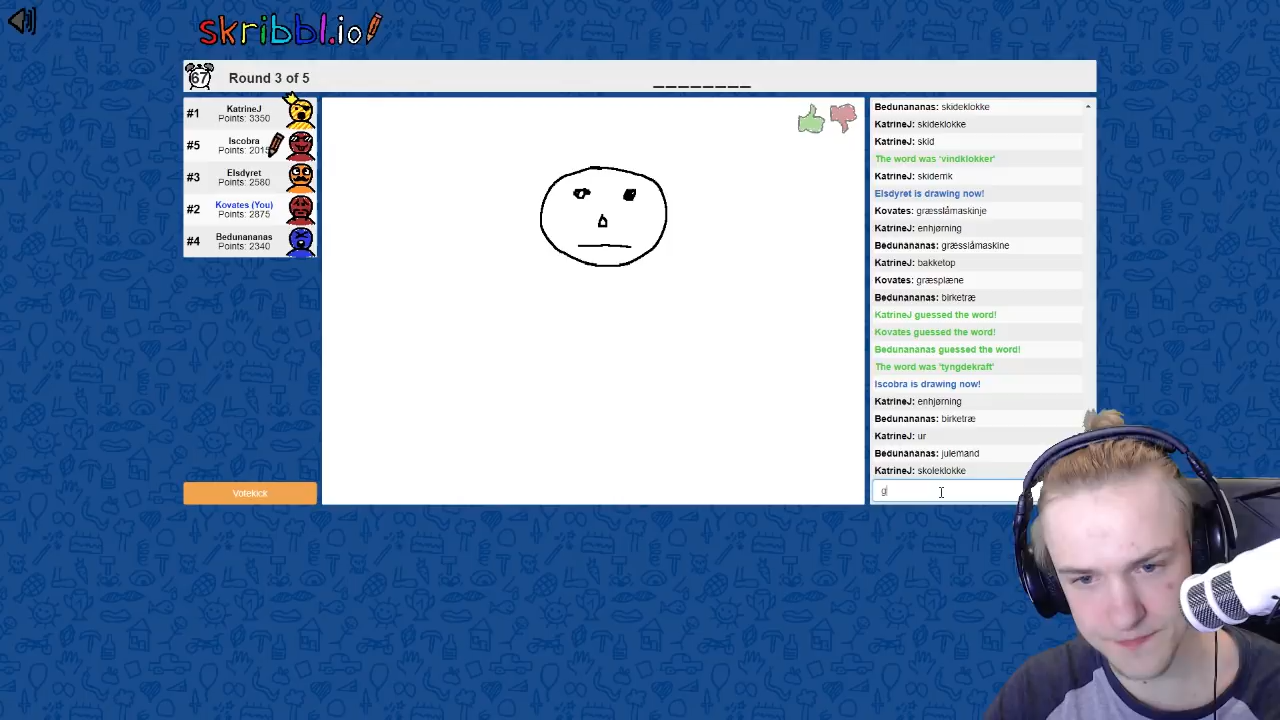 skribbl.io
67
Round 3 of 5
________
#1
KatrineJ
Points: 3350
#5
Iscobra
Points: 2015
#3
Elsdyret
Points: 2580
#2
Kovates (You)
Points: 2875
#4
Bedunananas
Points: 2340
Votekick
Bedunananas: skideklokke
KatrineJ: skideklokke
KatrineJ: skid
The word was 'vindklokker'
KatrineJ: skidemk
Elsdyret is drawing now!
Kovates: græsslåmaskinje
KatrineJ: enhjørning
Bedunananas: græsslåmaskine
KatrineJ: bakketop
Kovates: græsplæne
Bedunananas: birketræ
KatrineJ guessed the word!
Kovates guessed the word!
Bedunananas guessed the word!
The word was 'tyngdekraft'
Iscobra is drawing now!
KatrineJ: enhjørning
Bedunananas: birketræ
KatrineJ: ur
Bedunananas: julemand
KatrineJ: skoleklokke
g